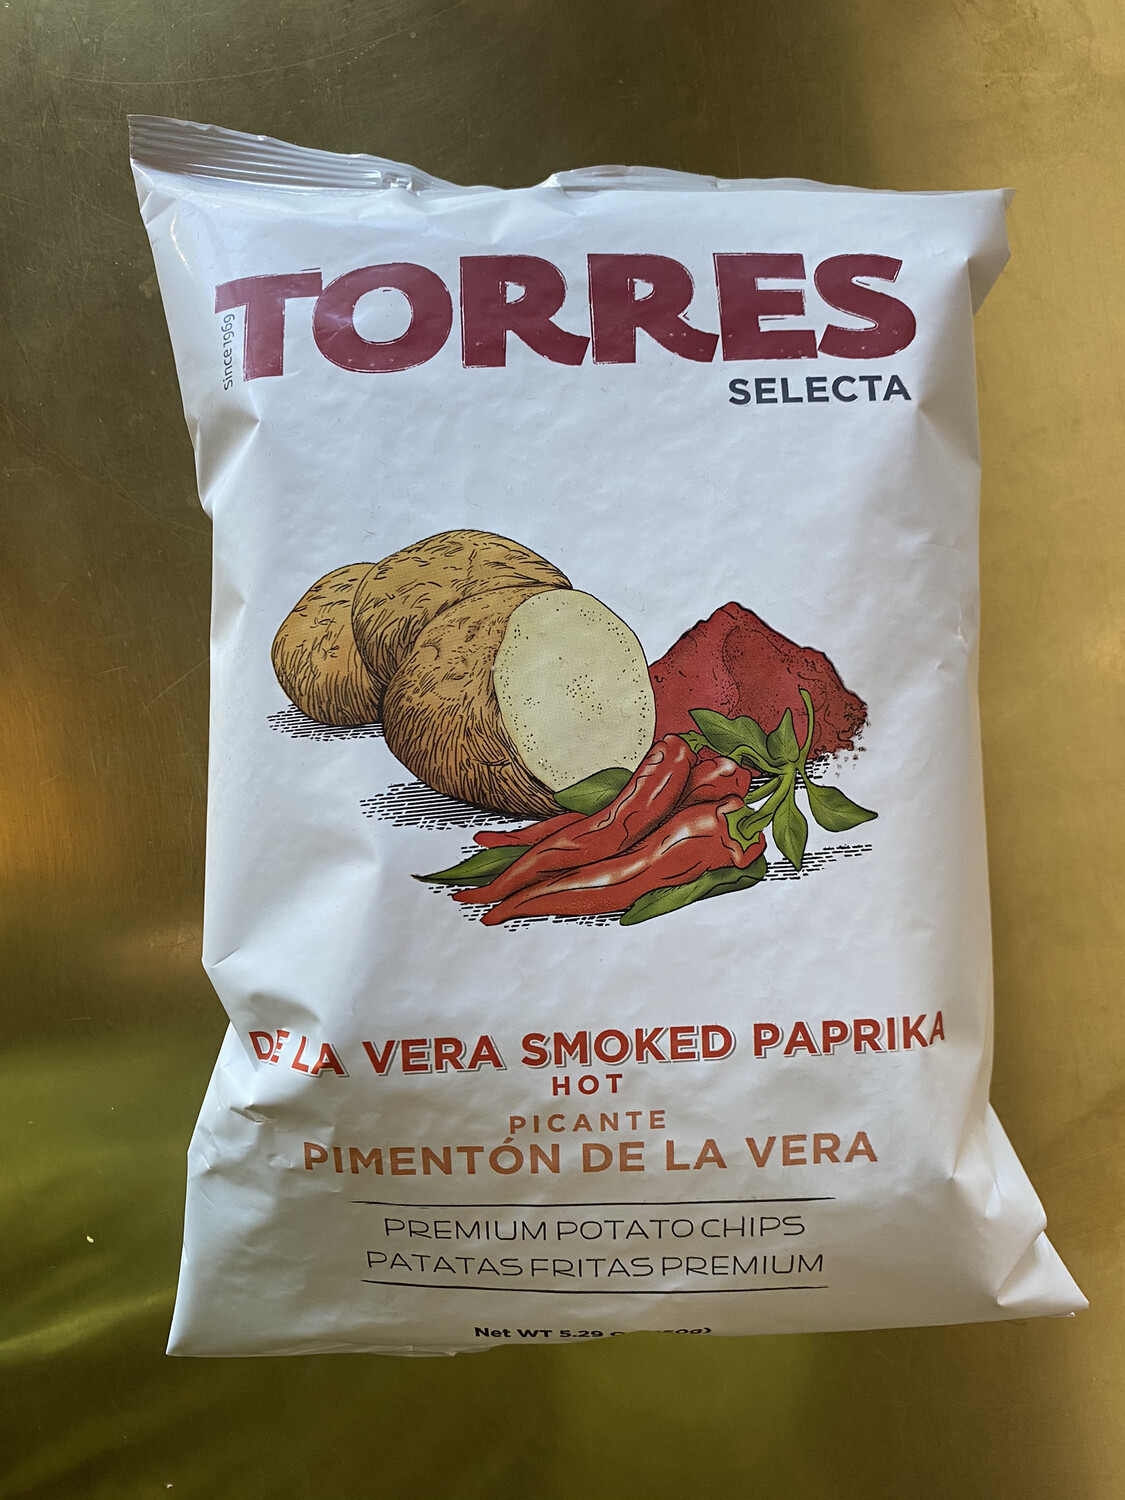 TORRES
since 1969
SELECTA
DE LA VERA SMOKED PAPRIKA
HOT
PICANTE
PIMENTÓN DE LA VERA
PREMIUM POTATO CHIPS
PATATAS FRITAS PREMIUM
Net WT 5.29